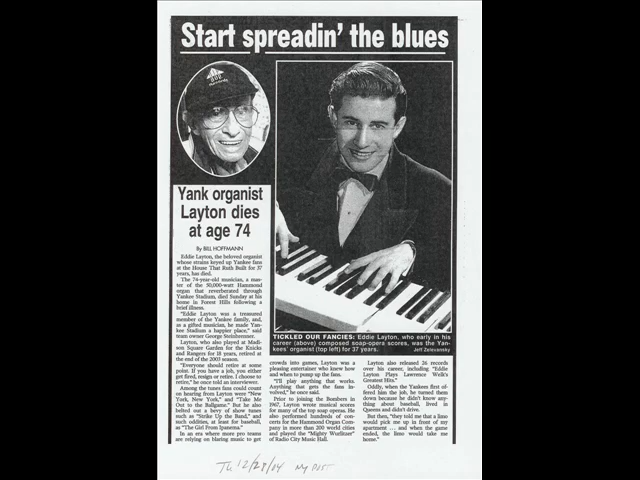 Start spreadin' the blues
Yank organist
Layton dies
at age 74
By BILL HOFFMANN
Eddie Layton, the beloved organist
whose strains keyed up Yankee fans
at the House That Ruth Built for 37
years, has died.
The 74-year-old musician, a mas-
ter of the 50,000-watt Hammond
organ that reverberated through
Yankee Stadium, died Sunday at his
home in Forest Hills following a
brief illness.
"Eddie Layton was a treasured
member of the Yankee family, and,
as a gifted musician, he made Yan-
kee Stadium a happier place," said
team owner George Steinbrenner.
Layton, who also played at Madi-
son Square Garden for the Knicks
and Rangers for 18 years, retired at
the end of the 2003 season.
"Everyone should retire at some
point. If you have a job, you either
get fired, resign or retire. I choose to
retire," he once told an interviewer.
Among the tunes fans could count
on hearing from Layton were "New
York, New York," and "Take Me
Out to the Ballgame." But he also
belted out a bevy of show tunes
such as "Strike Up the Band," and
such oddities, at least for baseball,
as "The Girl From Ipanema."
In an era where more pro teams
are relying on blaring music to get
TICKLED OUR FANCIES: Eddie Layton, who early in his
career (above) composed soap-opera scores, was the Yan-
kees' organist (top left) for 37 years.
Jeff Zelevansky
crowds into games, Layton was a
pleasing entertainer who knew how
and when to pump up the fans.
"I'll play anything that works.
Anything that gets the fans in-
volved," he once said.
Prior to joining the Bombers in
1967, Layton wrote musical scores
for many of the top soap operas. He
also performed hundreds of con-
certs for the Hammond Organ Com-
pany in more than 200 world cities
and played the "Mighty Wurlitzer"
of Radio City Music Hall.
Layton also released 26 records
over his career, including "Eddie
Layton Plays Lawrence Welk's
Greatest Hits."
Oddly, when the Yankees first of-
fered him the job, he turned them
down because he didn't know any-
thing about baseball, lived in
Queens and didn't drive.
But then, "they told me that a limo
would pick me up in front of my
apartment . . . and when the game
ended, the limo would take me
home."
Tu 12/28/04 NY POST